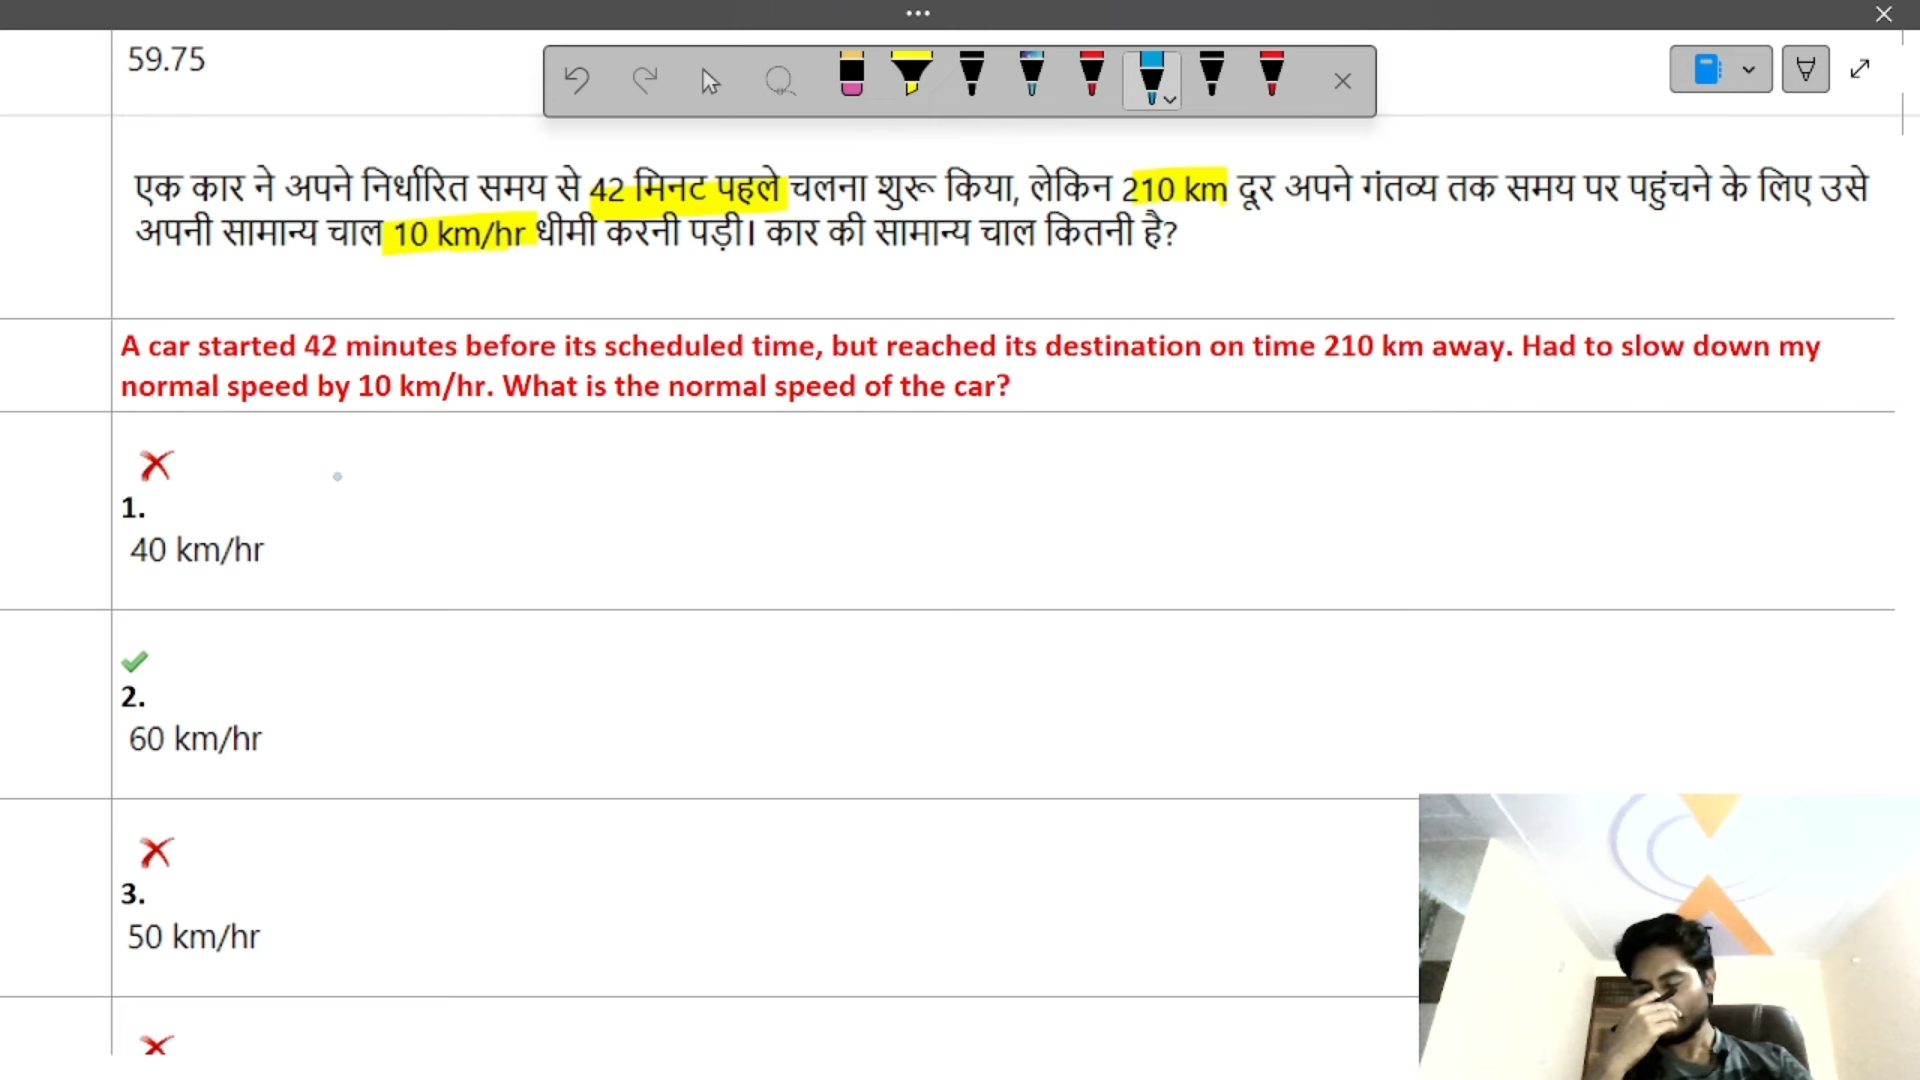 59.75
एक कार ने अपने निर्धारित समय से 42 मिनट पहले चलना शुरू किया, लेकिन 210 km दूर अपने गंतव्य तक समय पर पहुंचने के लिए उसे
अपनी सामान्य चाल 10 km/hr धीमी करनी पड़ी। कार की सामान्य चाल कितनी है?
A car started 42 minutes before its scheduled time, but reached its destination on time 210 km away. Had to slow down my
normal speed by 10 km/hr. What is the normal speed of the car?
1.
40 km/hr
2.
60 km/hr
3.
50 km/hr